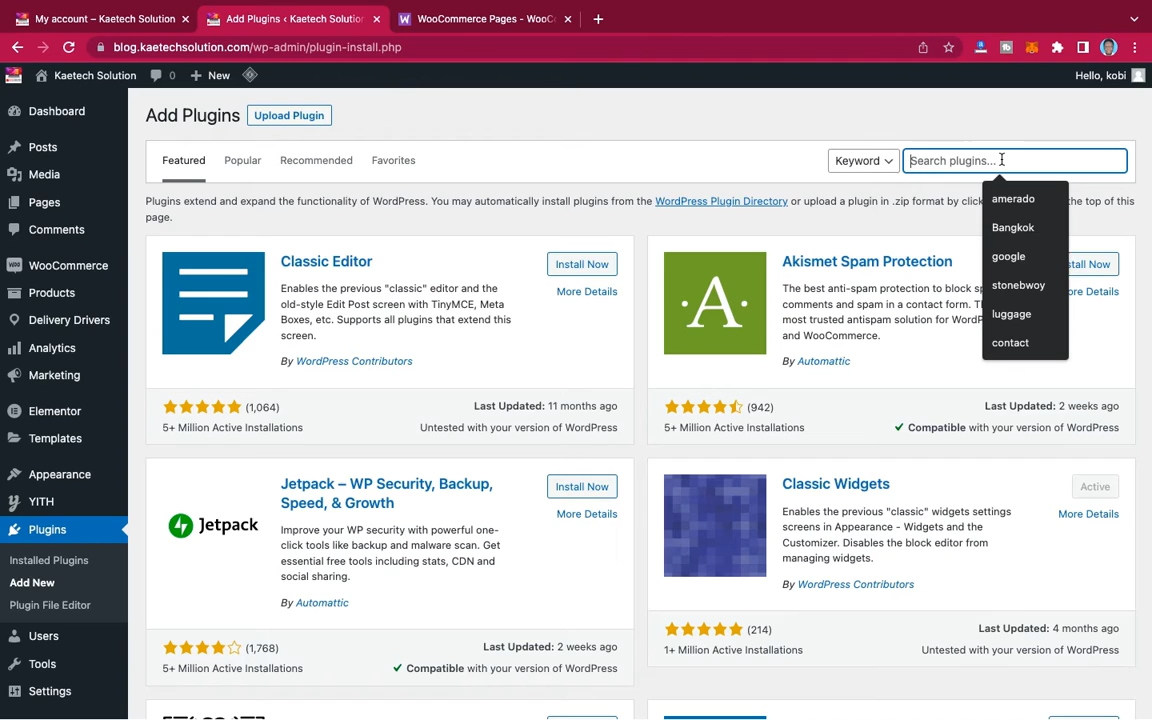 My account – Kaetech Solution
Add Plugins ‹ Kaetech Solution
WooCommerce Pages - WooC
blog.kaetechsolution.com/wp-admin/plugin-install.php
Kaetech Solution
0
New
Hello, kobi
Dashboard
Posts
Media
Pages
Comments
WooCommerce
Products
Delivery Drivers
Analytics
Marketing
Elementor
Templates
Appearance
YITH
Plugins
Installed Plugins
Add New
Plugin File Editor
Users
Tools
Settings
Add Plugins
Upload Plugin
Featured
Popular
Recommended
Favorites
Keyword
Search plugins...
amerado
Bangkok
google
stonebwoy
luggage
contact
Plugins extend and expand the functionality of WordPress. You may automatically install plugins from the WordPress Plugin Directory or upload a plugin in .zip format by click the top of this
page.
Classic Editor
Install Now
More Details
Enables the previous "classic" editor and the
old-style Edit Post screen with TinyMCE, Meta
Boxes, etc. Supports all plugins that extend this
screen.
By WordPress Contributors
(1,064)
5+ Million Active Installations
Last Updated: 11 months ago
Untested with your version of WordPress
Akismet Spam Protection
stall Now
ore Details
The best anti-spam protection to block sp
comments and spam in a contact form. T
most trusted antispam solution for WordP
and WooCommerce.
By Automattic
(942)
5+ Million Active Installations
Last Updated: 2 weeks ago
Compatible with your version of WordPress
Jetpack
Jetpack – WP Security, Backup,
Speed, & Growth
Install Now
More Details
Improve your WP security with powerful one-
click tools like backup and malware scan. Get
essential free tools including stats, CDN and
social sharing.
By Automattic
(1,768)
5+ Million Active Installations
Last Updated: 2 weeks ago
Compatible with your version of WordPress
Classic Widgets
Active
More Details
Enables the previous "classic" widgets settings
screens in Appearance - Widgets and the
Customizer. Disables the block editor from
managing widgets.
By WordPress Contributors
(214)
1+ Million Active Installations
Last Updated: 4 months ago
Untested with your version of WordPress